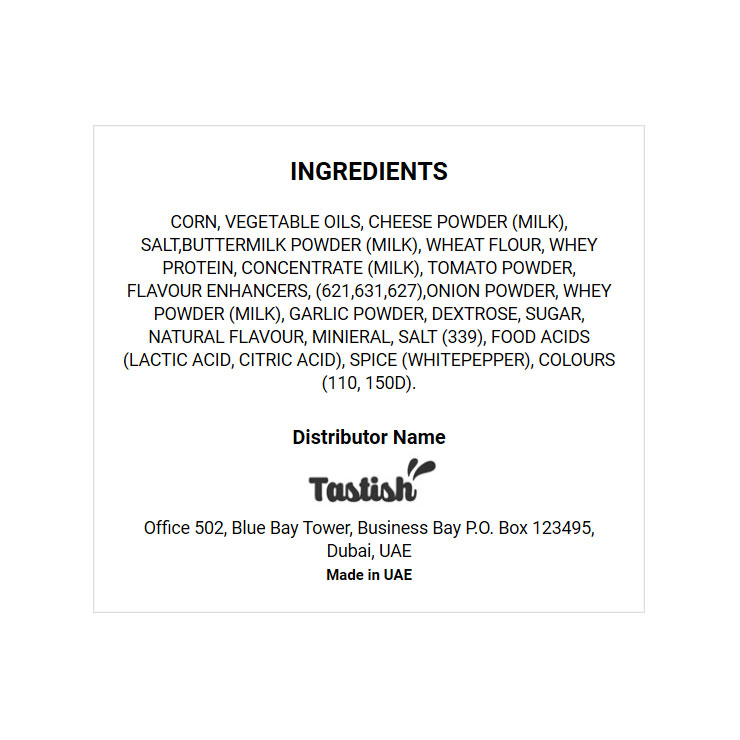 INGREDIENTS
CORN, VEGETABLE OILS, CHEESE POWDER (MILK),
SALT,BUTTERMILK POWDER (MILK), WHEAT FLOUR, WHEY
PROTEIN, CONCENTRATE (MILK), TOMATO POWDER,
FLAVOUR ENHANCERS, (621,631,627),ONION POWDER, WHEY
POWDER (MILK), GARLIC POWDER, DEXTROSE, SUGAR,
NATURAL FLAVOUR, MINIERAL, SALT (339), FOOD ACIDS
(LACTIC ACID, CITRIC ACID), SPICE (WHITEPEPPER), COLOURS
(110, 150D).
Distributor Name
Tastish
Office 502, Blue Bay Tower, Business Bay P.O. Box 123495,
Dubai, UAE
Made in UAE